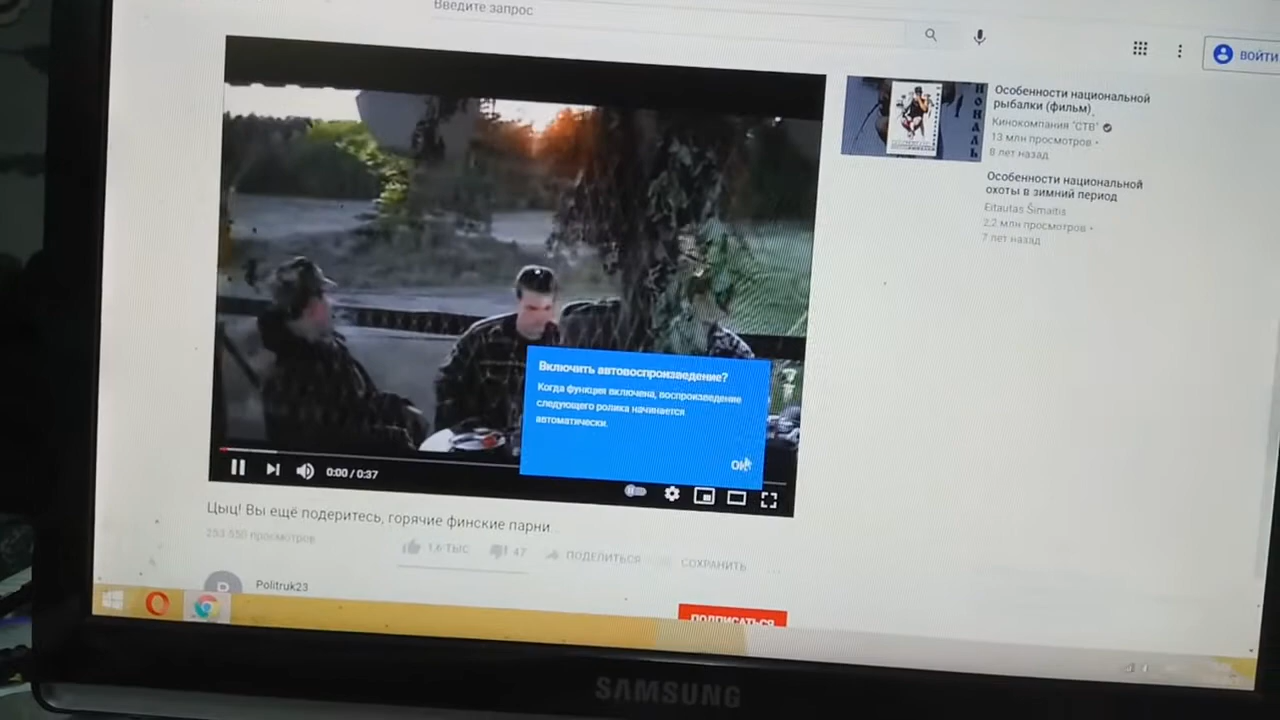 Введите запрос
ВОЙТИ
Особенности национальной
рыбалки (фильм)
Кинокомпания "СТВ"
13 млн просмотров •
8 лет назад
Особенности национальной
охоты в зимний период
Eitautas Šimaitis
2,2 млн просмотров •
7 лет назад
Включить автовоспроизведение?
Когда функция включена, воспроизведение
следующего ролика начинается
автоматически.
ОК
0:00 / 0:37
Цыц! Вы ещё подеритесь, горячие финские парни...
253 550 просмотров
1,6 ТЫС.
47
ПОДЕЛИТЬСЯ
СОХРАНИТЬ
P
Politruk23
ПОДПИСАТЬСЯ
SAMSUNG